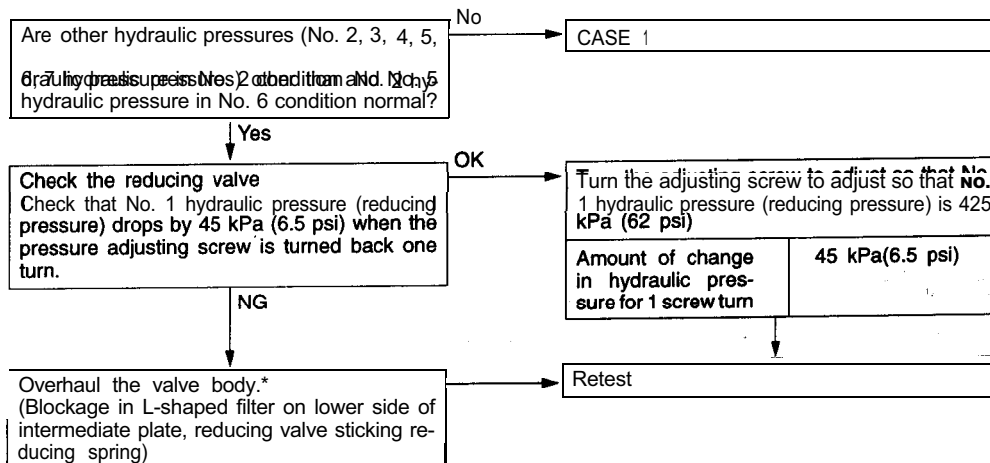 Are other hydraulic pressures (No. 2, 3, 4, 5,
hydraulic pressure in No. 6 condition normal?
No
CASE 1
Yes
Check the reducing valve
Check that No. 1 hydraulic pressure (reducing
pressure) drops by 45 kPa (6.5 psi) when the
pressure adjusting screw is turned back one
turn.
OK
Turn the adjusting screw to adjust so that No.
1 hydraulic pressure (reducing pressure) is 425
kPa (62 psi)
Amount of change
in hydraulic pres-
sure for 1 screw turn
45 kPa(6.5 psi)
NG
Overhaul the valve body.*
(Blockage in L-shaped filter on lower side of
intermediate plate, reducing valve sticking re-
ducing spring)
Retest